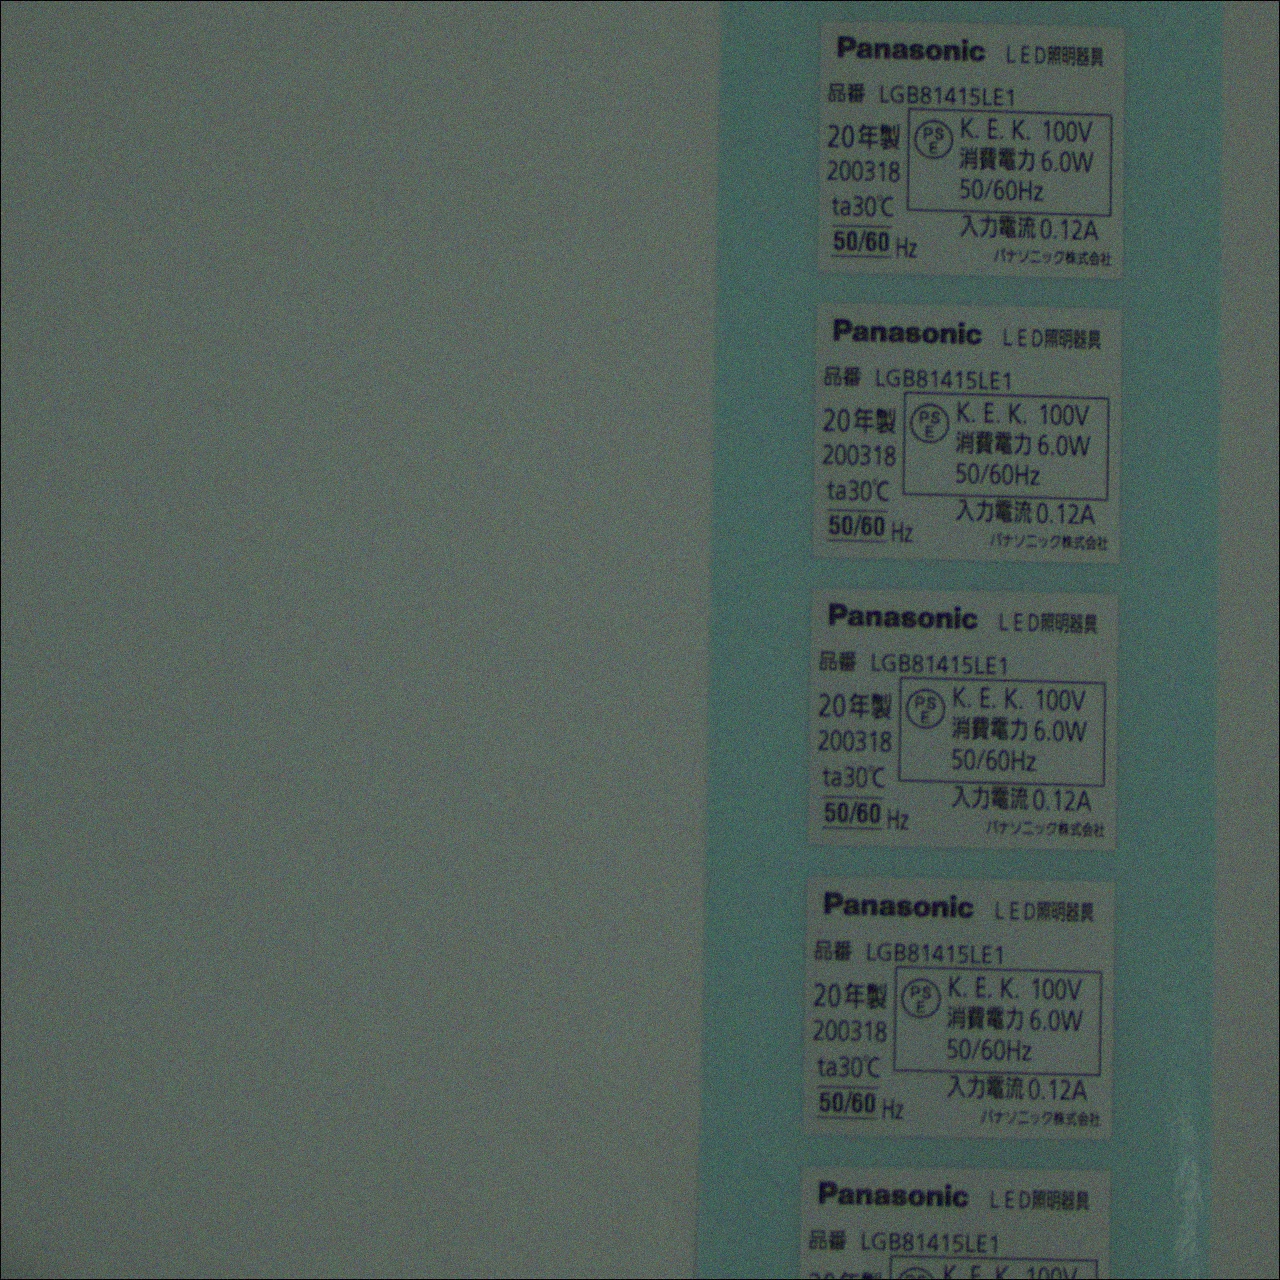 Panasonic LED照明器具
品番 LGB81415LE1
20年製 PSE K. E. K. 100V
200318 消費電力 6.0W
ta30℃ 50/60Hz
50/60 Hz 入力電流 0.12A
パナソニック株式会社
Panasonic LED照明器具
品番 LGB81415LE1
20年製 PSE K. E. K. 100V
200318 消費電力 6.0W
ta30℃ 50/60Hz
50/60 Hz 入力電流 0.12A
パナソニック株式会社
Panasonic LED照明器具
品番 LGB81415LE1
20年製 PSE K. E. K. 100V
200318 消費電力 6.0W
ta30℃ 50/60Hz
50/60 Hz 入力電流 0.12A
パナソニック株式会社
Panasonic LED照明器具
品番 LGB81415LE1
20年製 PSE K. E. K. 100V
200318 消費電力 6.0W
ta30℃ 50/60Hz
50/60 Hz 入力電流 0.12A
パナソニック株式会社
Panasonic LED照明器具
品番 LGB81415LE1